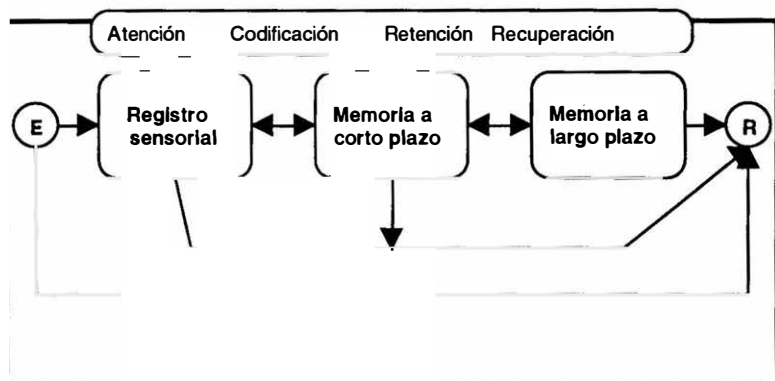 Atención Codificación Retención Recuperación
E
Registro
sensorial
Memoria a
corto plazo
Memoria a
largo plazo
R